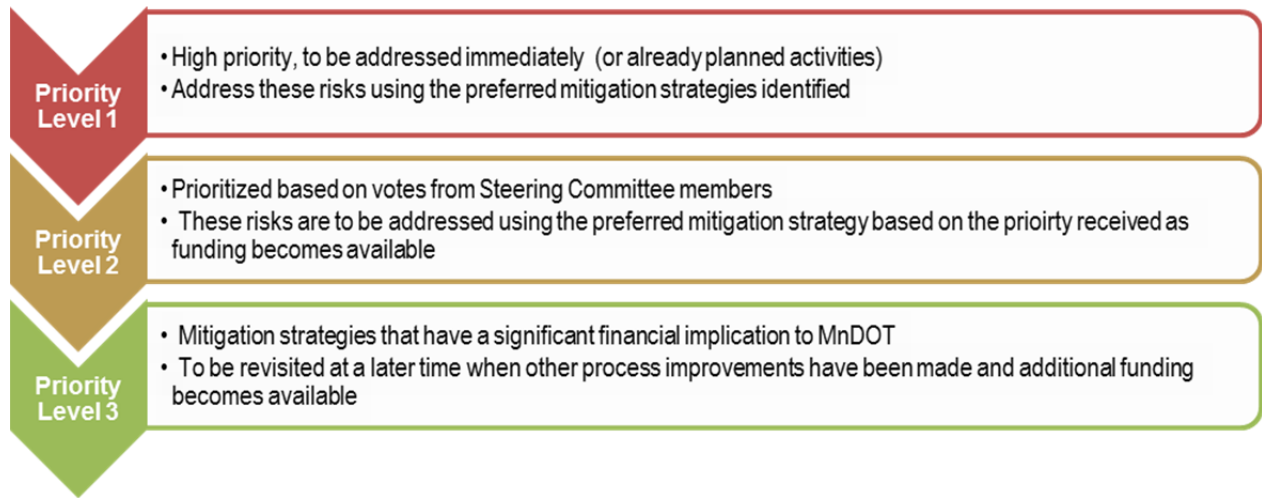 Priority
Level 1
• High priority, to be addressed immediately (or already planned activities)
• Address these risks using the preferred mitigation strategies identified
Priority
Level 2
• Prioritized based on votes from Steering Committee members
• These risks are to be addressed using the preferred mitigation strategy based on the prioirty received as
funding becomes available
Priority
Level 3
• Mitigation strategies that have a significant financial implication to MnDOT
• To be revisited at a later time when other process improvements have been made and additional funding
becomes available